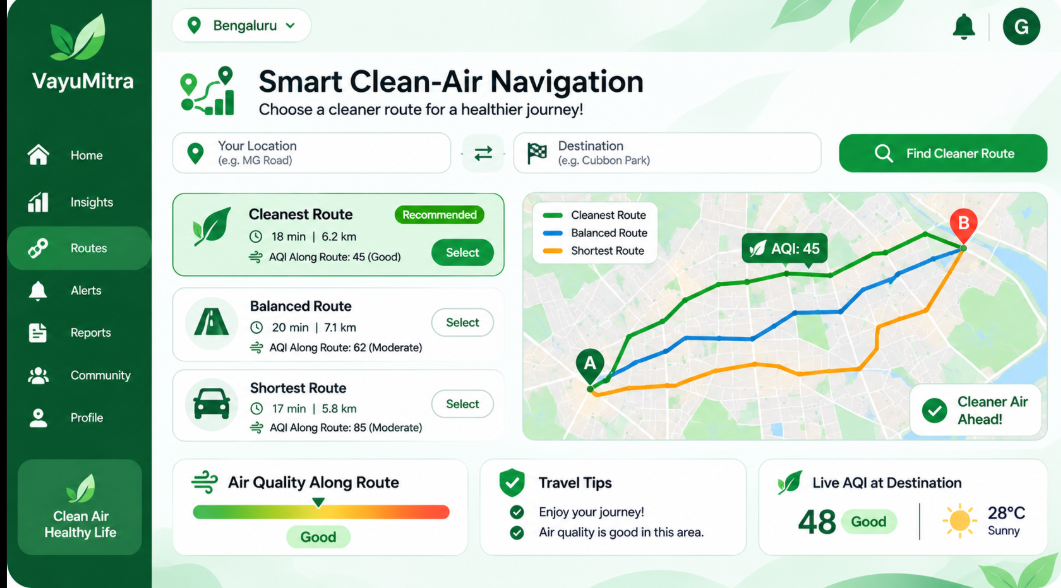 VayuMitra
Home
Insights
Routes
Alerts
Reports
Community
Profile
Clean Air
Healthy Life
Bengaluru
G
Smart Clean-Air Navigation
Choose a cleaner route for a healthier journey!
Your Location
(e.g. MG Road)
Destination
(e.g. Cubbon Park)
Find Cleaner Route
Cleanest Route
Recommended
18 min | 6.2 km
AQI Along Route: 45 (Good)
Select
Balanced Route
20 min | 7.1 km
AQI Along Route: 62 (Moderate)
Select
Shortest Route
17 min | 5.8 km
AQI Along Route: 85 (Moderate)
Select
Cleanest Route
Balanced Route
Shortest Route
AQI: 45
B
A
Cleaner Air
Ahead!
Air Quality Along Route
Good
Travel Tips
Enjoy your journey!
Air quality is good in this area.
Live AQI at Destination
48 Good
28°C
Sunny